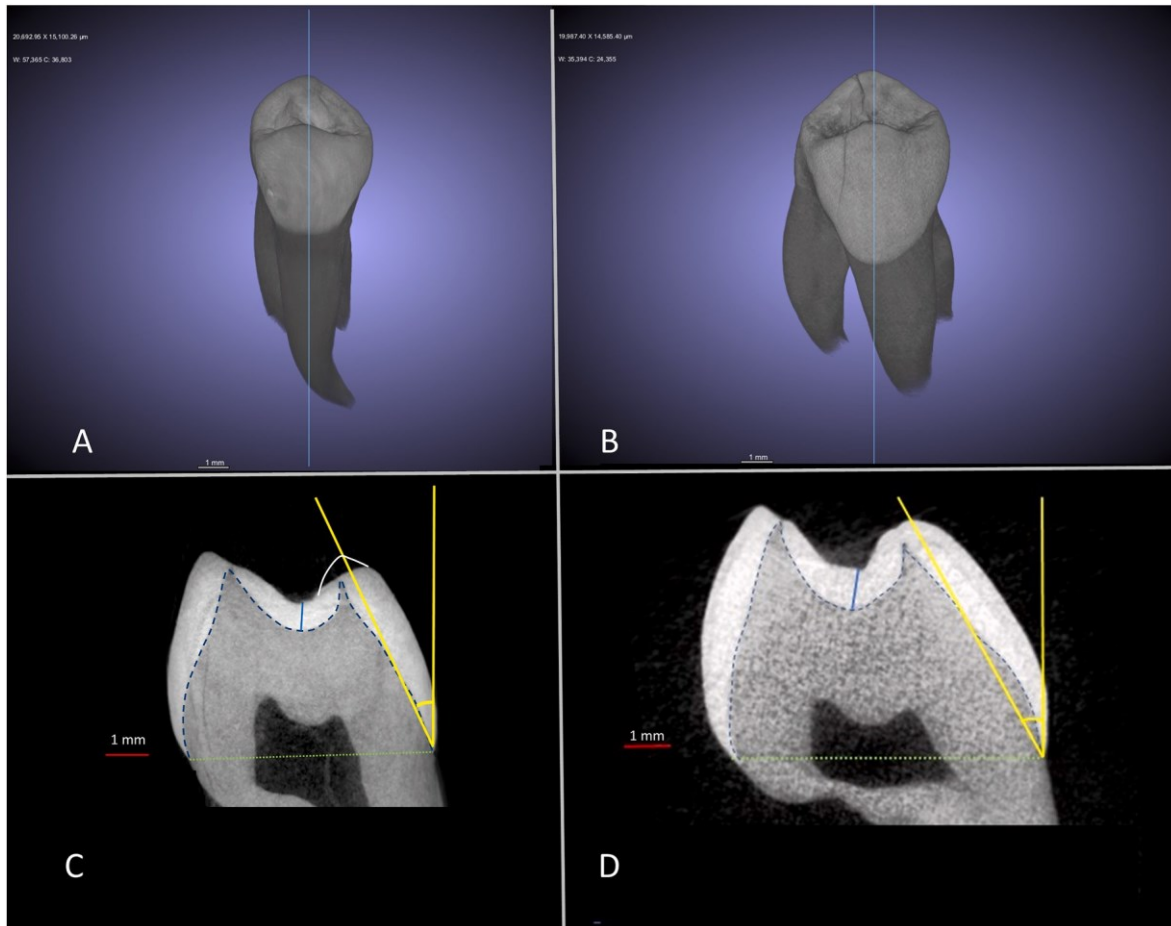 20,692.95 X 15,100.26 µm
W: 57,365 C: 36,803
A
1 mm
19,987.40 X 14,585.40 µm
W: 35,394 C: 24,355
B
1 mm
1 mm
C
1 mm
D